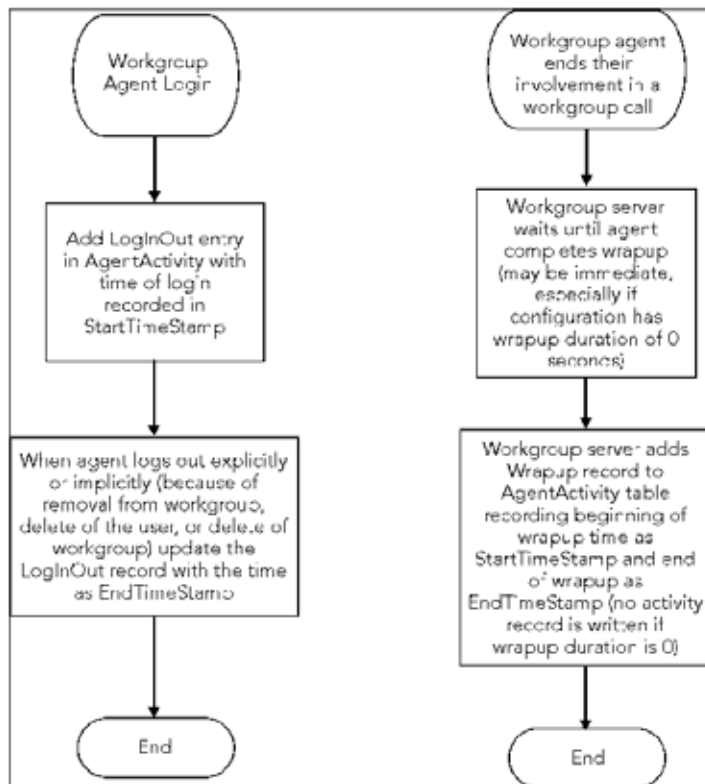 Workgroup
Agent Login
Add LogInOut entry
in AgentActivity with
time of login
recorded in
StartTimeStamp
When agent logs out explicitly
or implicitly (because of
removal from workgroup,
delete of the user, or delete of
workgroup) update the
LogInOut record with the time
as EndTimeStamp
End
Workgroup agent
ends their
involvement in a
workgroup call
Workgroup server
waits until agent
completes wrapup
(may be immediate,
especially if
configuration has
wrapup duration of 0
seconds)
Workgroup server adds
Wrapup record to
AgentActivity table
recording beginning of
wrapup time as
StartTimeStamp and end
of wrapup as
EndTimeStamp (no activity
record is written if
wrapup duration is 0)
End